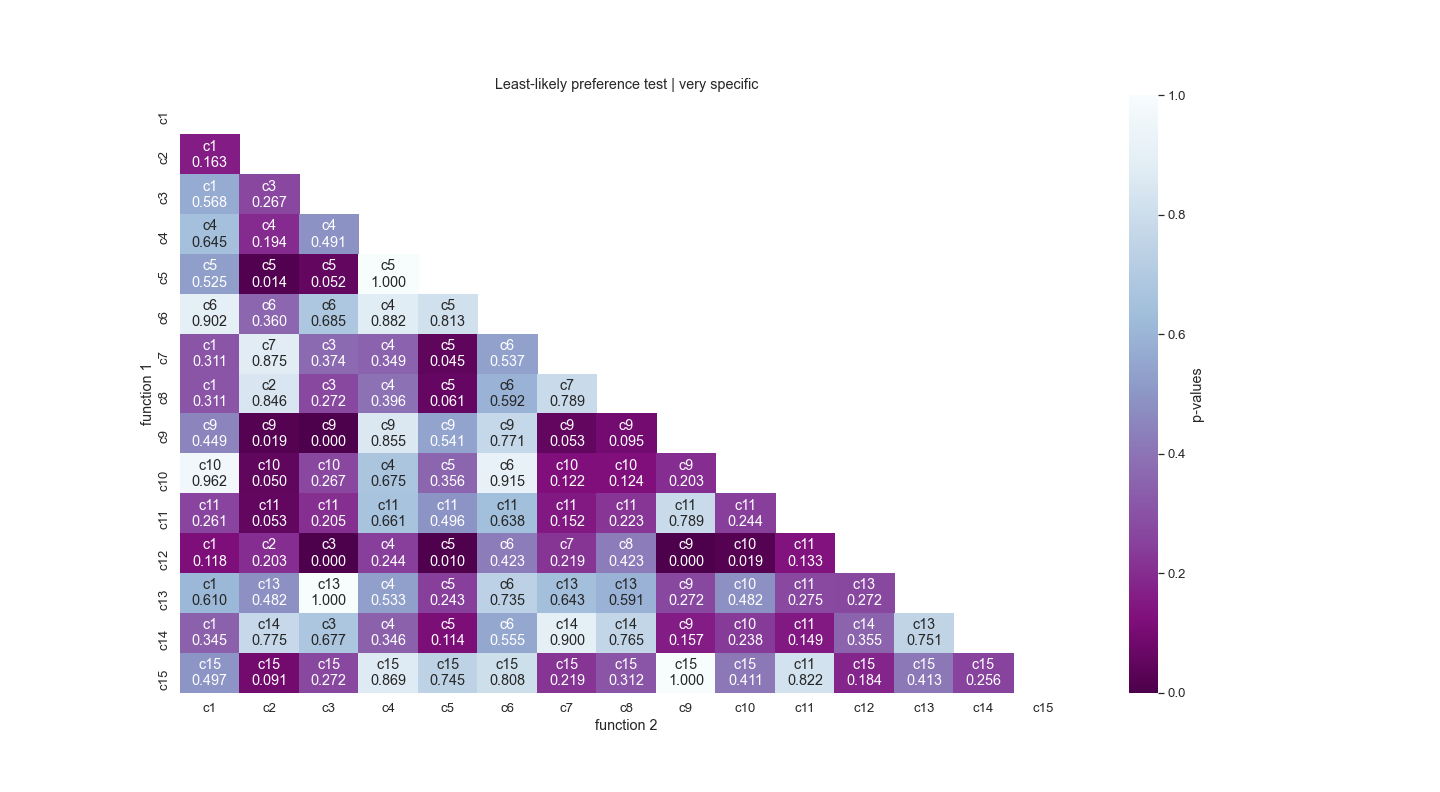 Least-likely preference test | very specific
c1
c2 c1
0.163
c3 c1 c3
0.568 0.267
c4 c4 c4 c4
0.645 0.194 0.491
c5 c5 c5 c5 c5
0.525 0.014 0.052 1.000
c6 c6 c6 c6 c4 c5
0.902 0.360 0.685 0.882 0.813
c7 c1 c7 c3 c4 c5 c6
0.311 0.875 0.374 0.349 0.045 0.537
c8 c1 c2 c3 c4 c5 c6 c7
0.311 0.846 0.272 0.396 0.061 0.592 0.789
c9 c9 c9 c9 c9 c9 c9 c9 c9
0.449 0.019 0.000 0.855 0.541 0.771 0.053 0.095
c10 c10 c10 c10 c4 c5 c6 c10 c10 c9
0.962 0.050 0.267 0.675 0.356 0.915 0.122 0.124 0.203
c11 c11 c11 c11 c11 c11 c11 c11 c11 c11 c11
0.261 0.053 0.205 0.661 0.496 0.638 0.152 0.223 0.789 0.244
c12 c1 c2 c3 c4 c5 c6 c7 c8 c9 c10 c11
0.118 0.203 0.000 0.244 0.010 0.423 0.219 0.423 0.000 0.019 0.133
c13 c1 c13 c13 c4 c5 c6 c13 c13 c9 c10 c11 c13
0.610 0.482 1.000 0.533 0.243 0.735 0.643 0.591 0.272 0.482 0.275 0.272
c14 c1 c14 c3 c4 c5 c6 c14 c14 c9 c10 c11 c14 c13
0.345 0.775 0.677 0.346 0.114 0.555 0.900 0.765 0.157 0.238 0.149 0.355 0.751
c15 c15 c15 c15 c15 c15 c15 c15 c15 c15 c15 c11 c15 c15 c15
0.497 0.091 0.272 0.869 0.745 0.808 0.219 0.312 1.000 0.411 0.822 0.184 0.413 0.256
c1 c2 c3 c4 c5 c6 c7 c8 c9 c10 c11 c12 c13 c14 c15
function 2
function 1
1.0
0.8
0.6
0.4
0.2
0.0
p-values